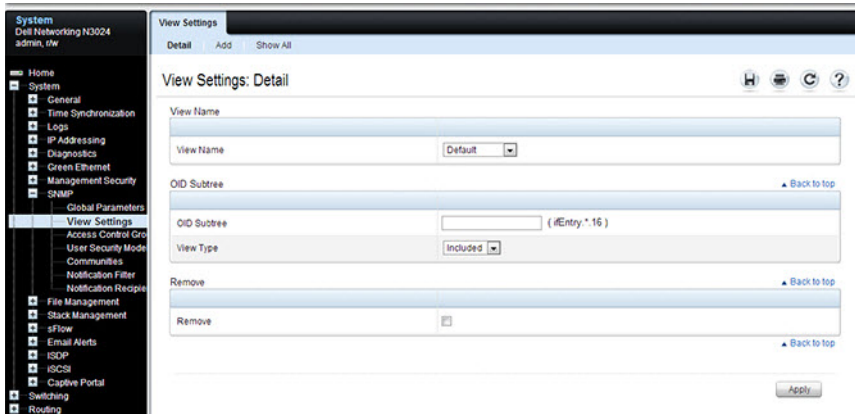 System
Dell Networking N3024
admin, r/w
Home
System
General
Time Synchronization
Logs
IP Addressing
Diagnostics
Green Ethernet
Management Security
SNMP
Global Parameters
View Settings
Access Control Gro
User Security Mode
Communities
Notification Filter
Notification Recipie
File Management
Stack Management
sFlow
Email Alerts
ISDP
iSCSI
Captive Portal
Switching
Routing
View Settings
Detail Add Show All
View Settings: Detail
View Name
View Name Default
OID Subtree Back to top
OID Subtree ( ifEntry.*.16 )
View Type Included
Remove Back to top
Remove
Back to top
Apply